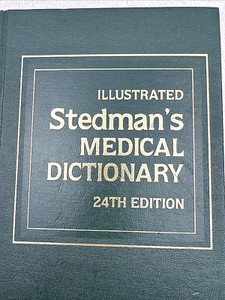 ILLUSTRATED
Stedman's
MEDICAL
DICTIONARY
24TH EDITION